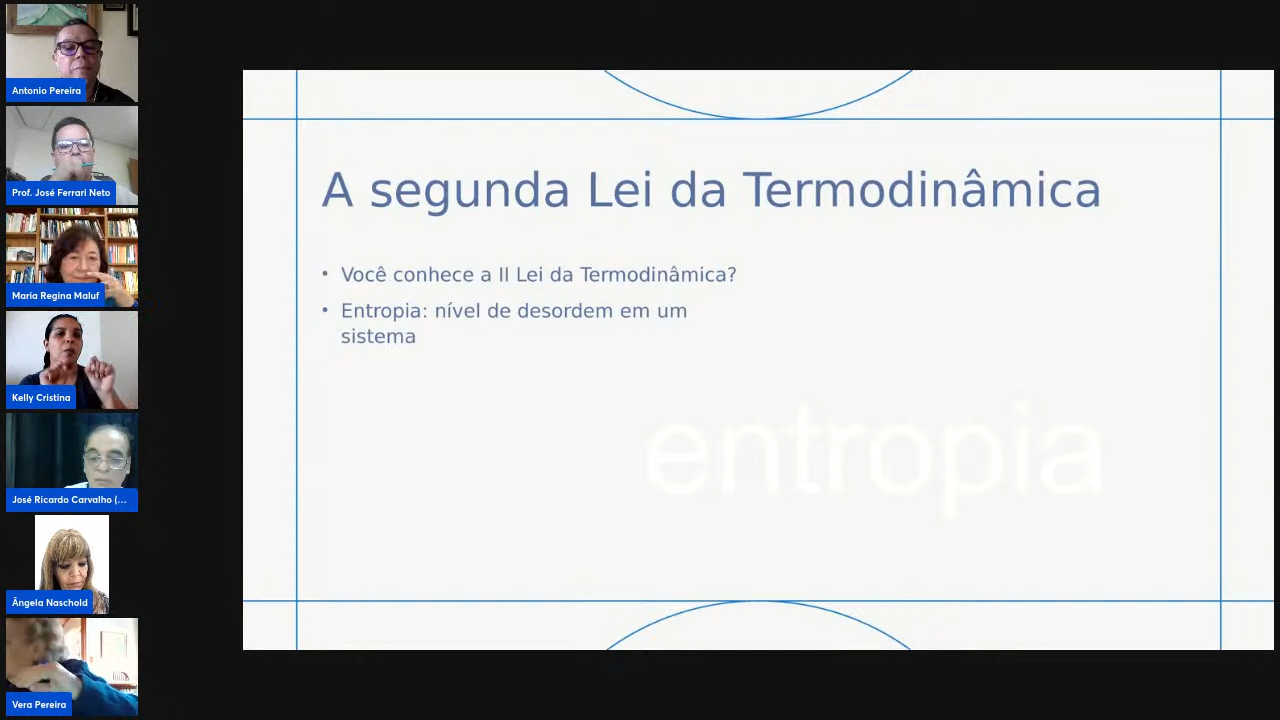 Antonio Pereira
Prof. José Ferrari Neto
Maria Regina Maluf
Kelly Cristina
José Ricardo Carvalho (...
Ângela Naschold
Vera Pereira
A segunda Lei da Termodinâmica
• Você conhece a II Lei da Termodinâmica?
• Entropia: nível de desordem em um
sistema
entropia